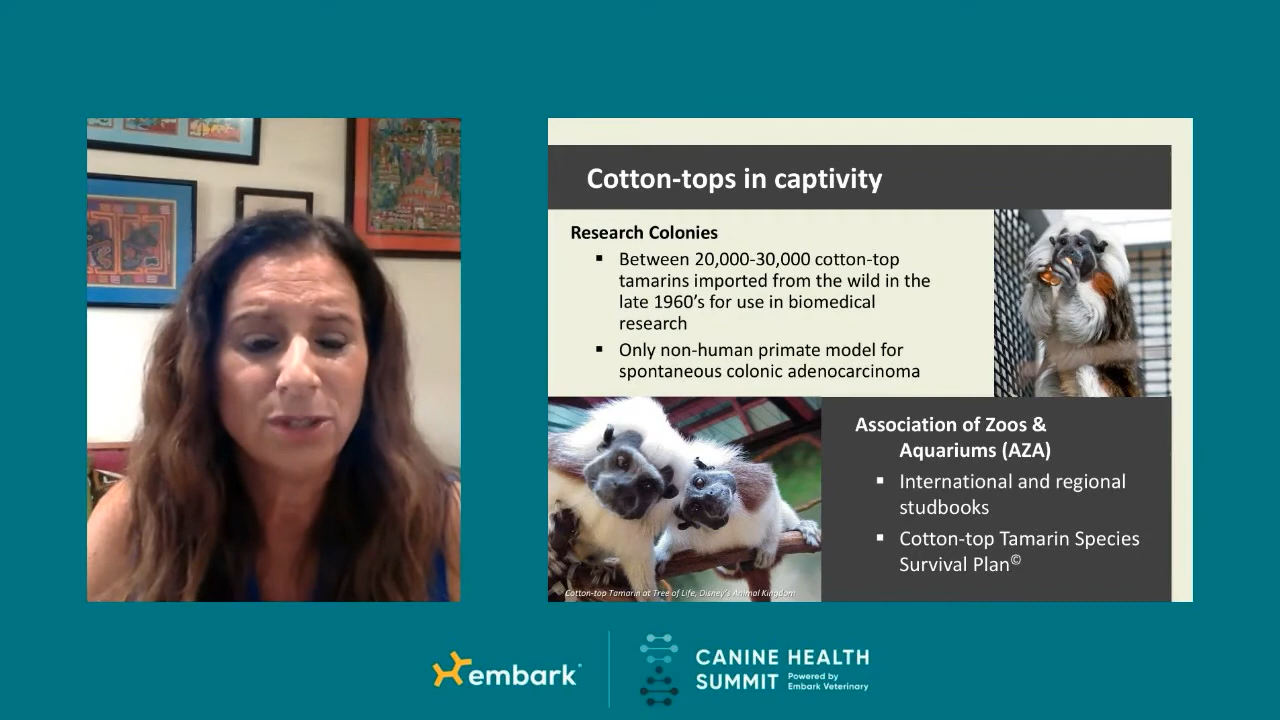 Cotton-tops in captivity
Research Colonies
▪ Between 20,000-30,000 cotton-top
tamarins imported from the wild in the
late 1960's for use in biomedical
research
▪ Only non-human primate model for
spontaneous colonic adenocarcinoma
Association of Zoos &
Aquariums (AZA)
▪ International and regional
studbooks
▪ Cotton-top Tamarin Species
Survival Plan©
Cotton-top Tamarin at Tree of Life, Disney's Animal Kingdom
embark
CANINE HEALTH
SUMMIT
Powered by
Embark Veterinary